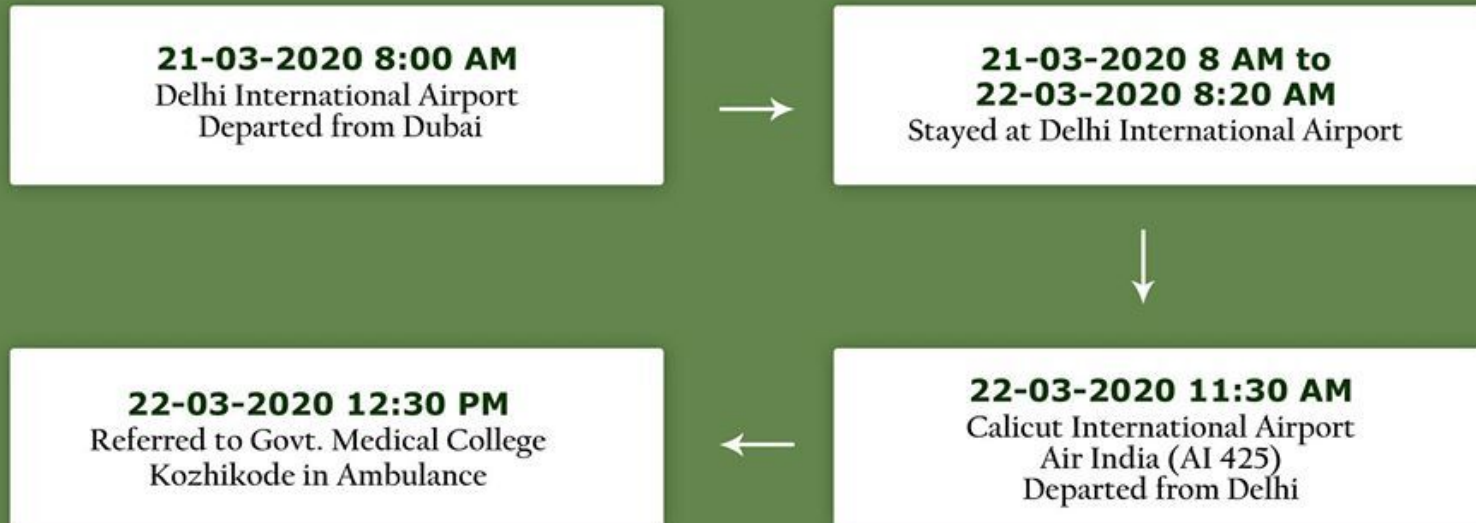 21-03-2020 8:00 AM
Delhi International Airport
Departed from Dubai
21-03-2020 8 AM to
22-03-2020 8:20 AM
Stayed at Delhi International Airport
22-03-2020 11:30 AM
Calicut International Airport
Air India (AI 425)
Departed from Delhi
22-03-2020 12:30 PM
Referred to Govt. Medical College
Kozhikode in Ambulance